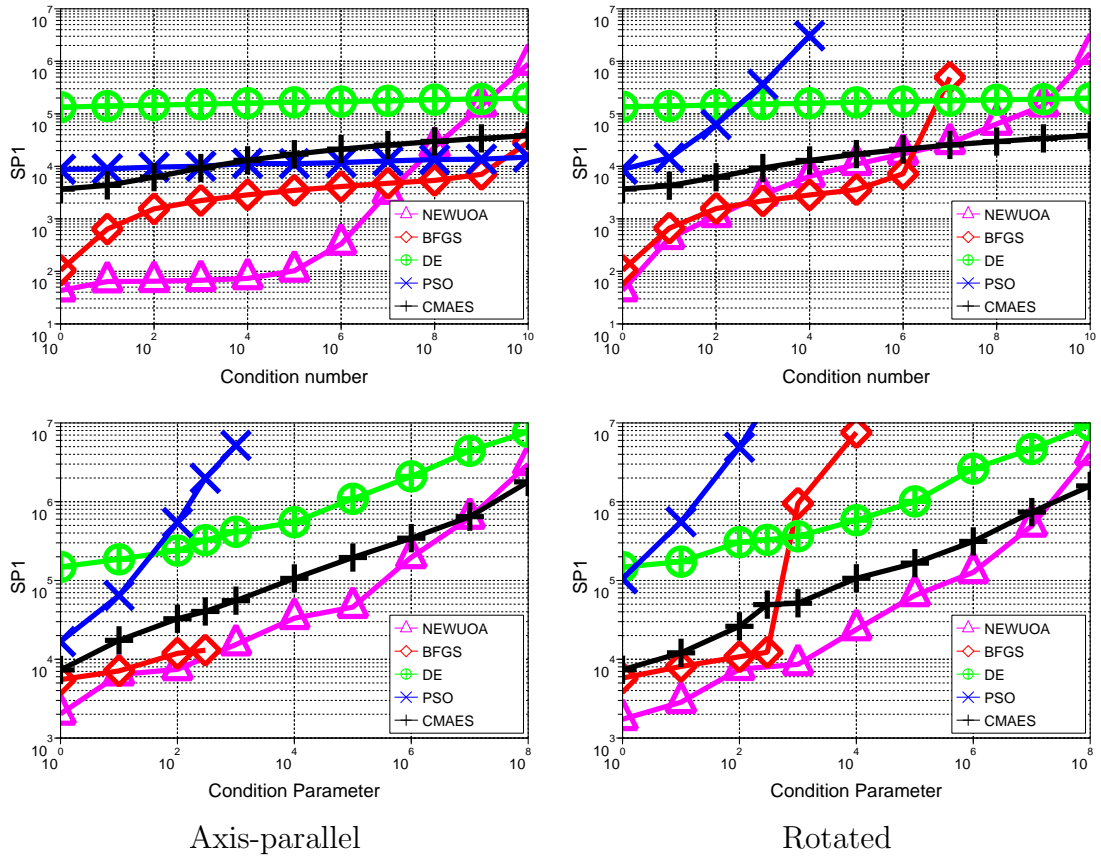 10^7
10^6
10^5
10^4
10^3
10^2
10^1
SP1
10^0 10^2 10^4 10^6 10^8 10^10
Condition number
NEWUOA
BFGS
DE
PSO
CMAES
10^7
10^6
10^5
10^4
10^3
10^2
10^1
SP1
10^0 10^2 10^4 10^6 10^8 10^10
Condition number
NEWUOA
BFGS
DE
PSO
CMAES
10^7
10^6
10^5
10^4
10^3
SP1
10^0 10^2 10^4 10^6 10^8
Condition Parameter
NEWUOA
BFGS
DE
PSO
CMAES
10^7
10^6
10^5
10^4
10^3
SP1
10^0 10^2 10^4 10^6 10^8
Condition Parameter
NEWUOA
BFGS
DE
PSO
CMAES
Axis-parallel
Rotated